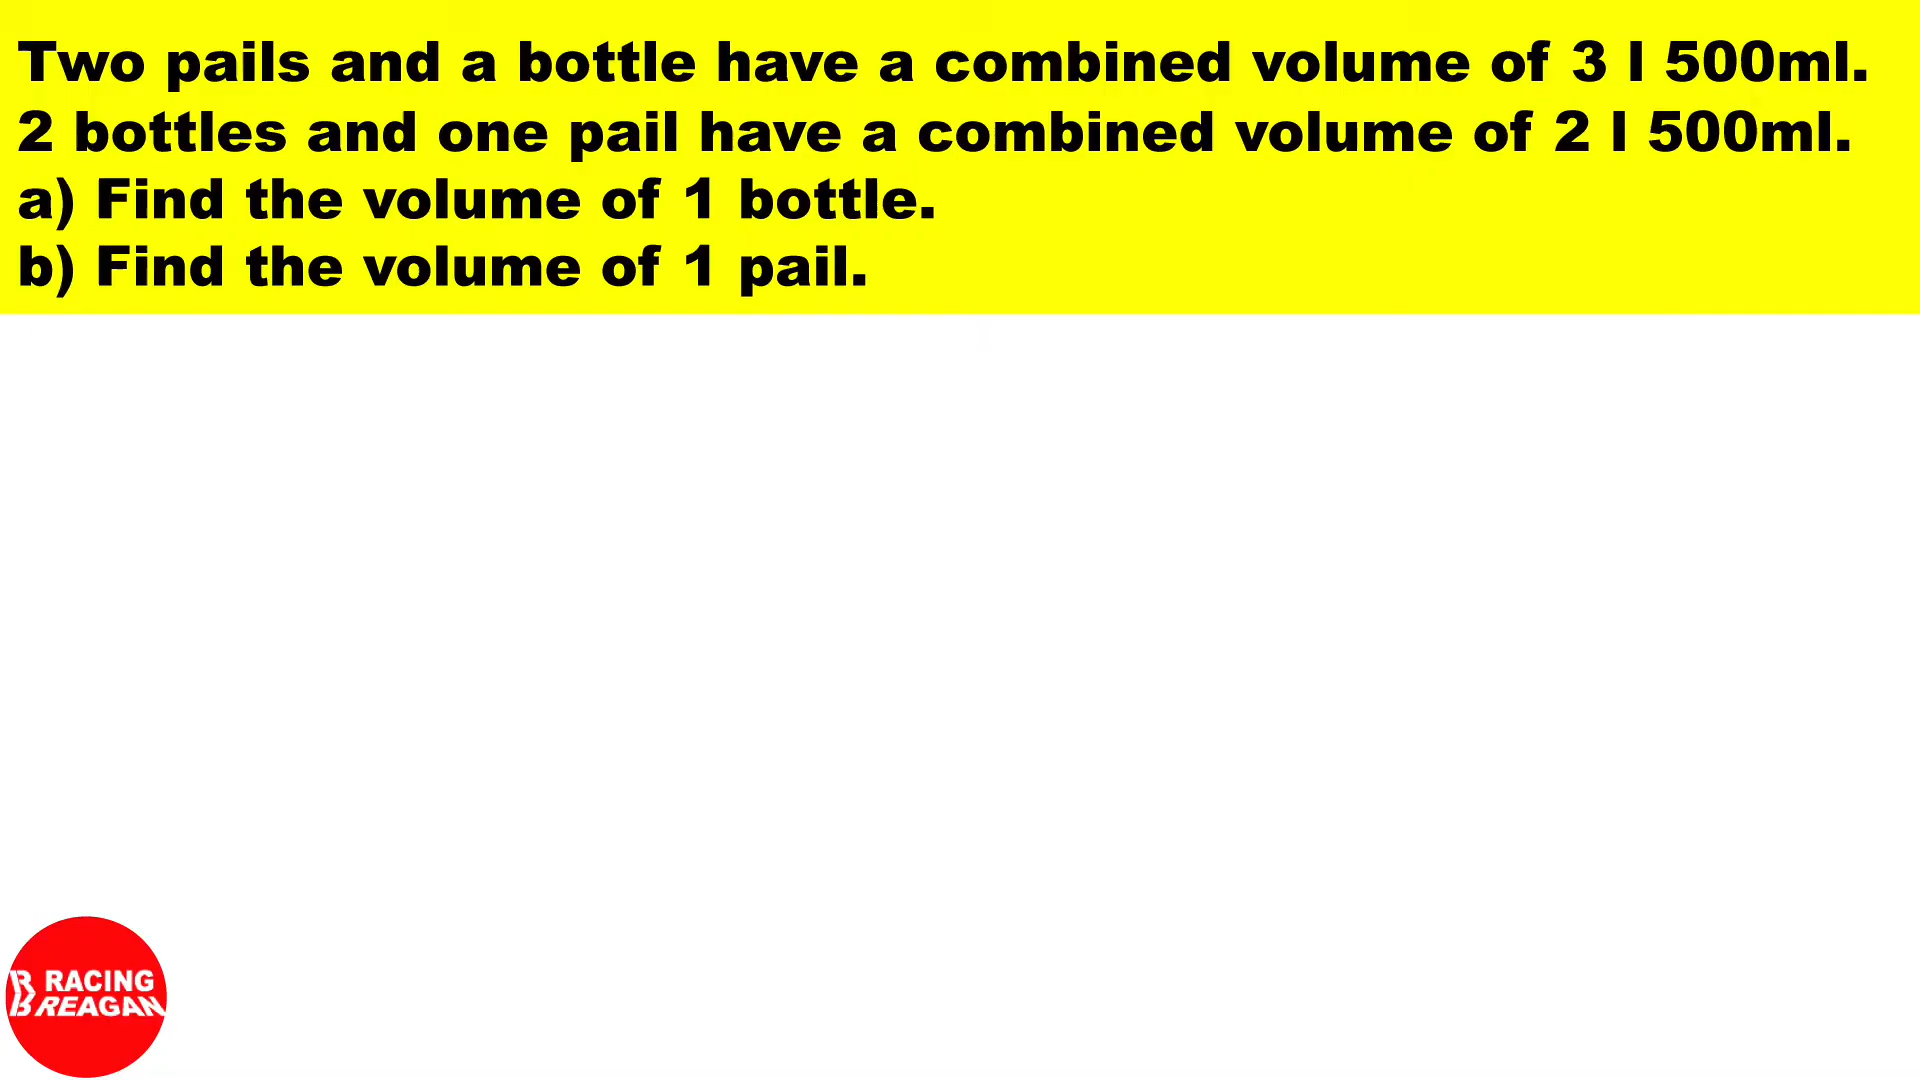 Two pails and a bottle have a combined volume of 3 l 500ml.
2 bottles and one pail have a combined volume of 2 l 500ml.
a) Find the volume of 1 bottle.
b) Find the volume of 1 pail.
RACING
REAGAN